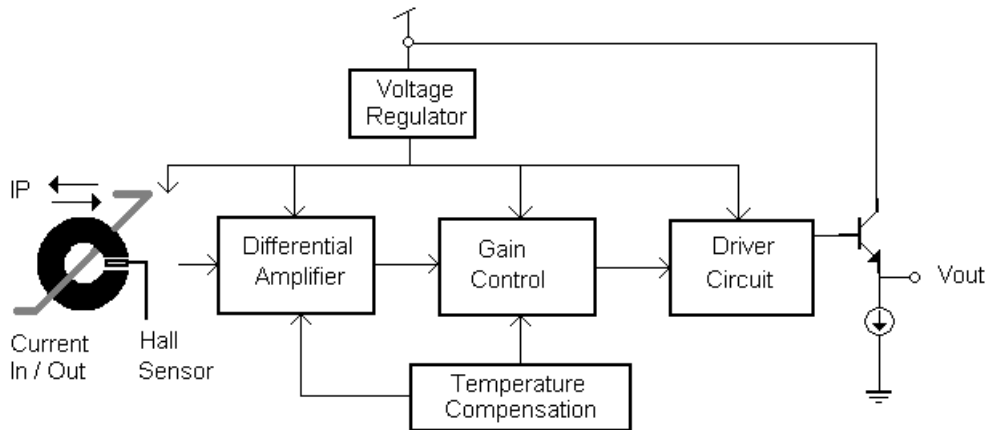 Voltage
Regulator
IP
Differential
Amplifier
Gain
Control
Driver
Circuit
Vout
Current
In / Out
Hall
Sensor
Temperature
Compensation